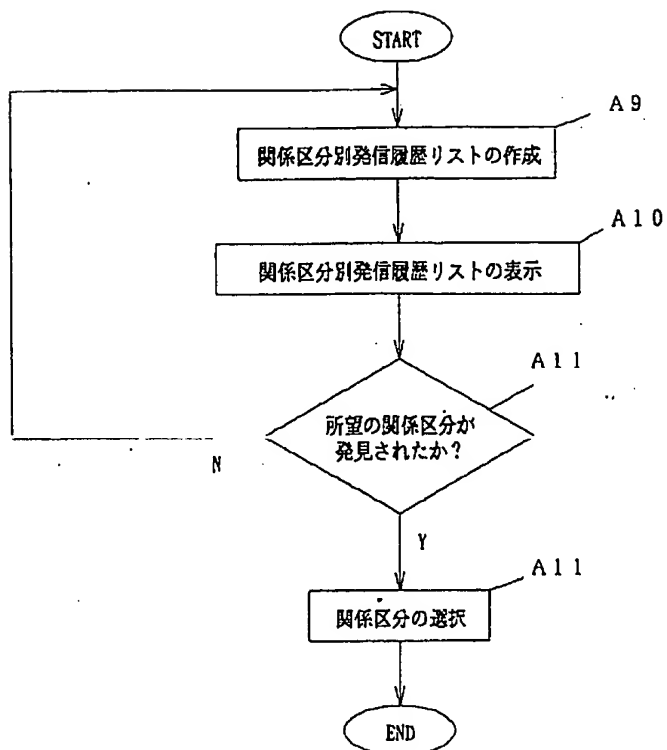 START
A9
関係区分別発信履歴リストの作成
A10
関係区分別発信履歴リストの表示
A11
所望の関係区分が
発見されたか?
N
Y
A11
関係区分の選択
END